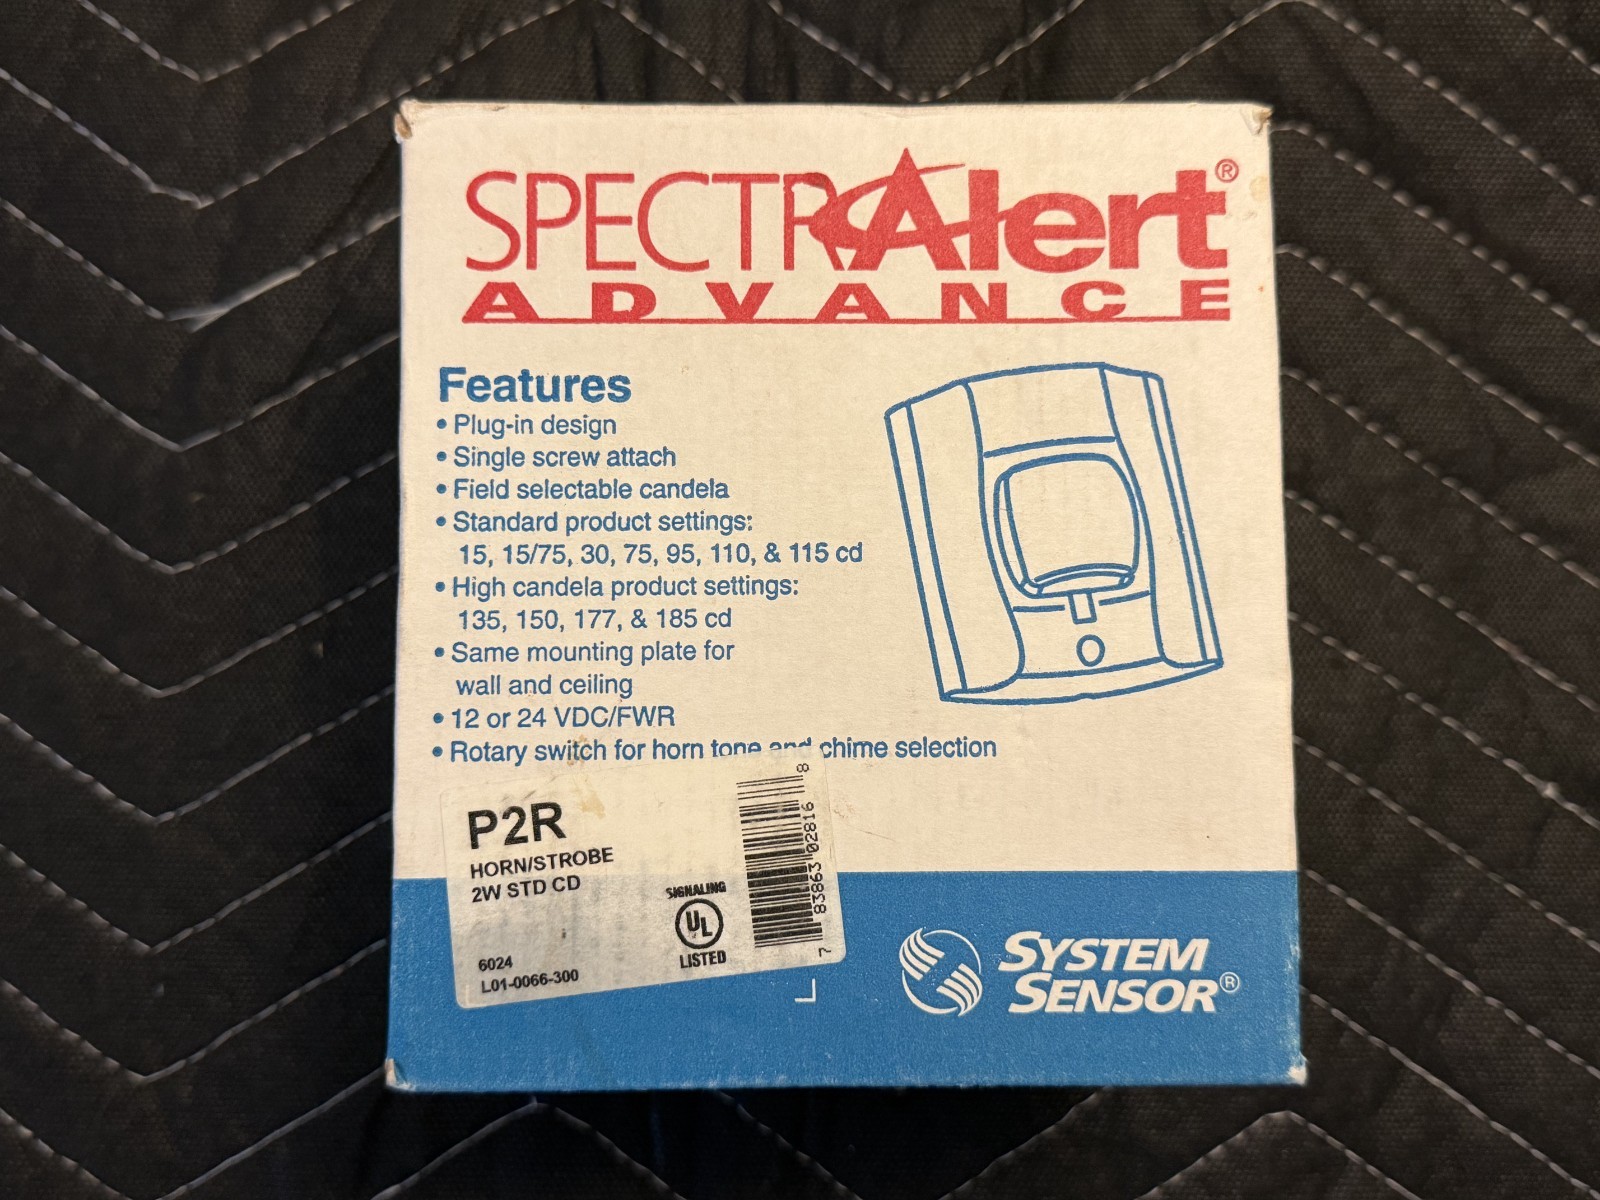 SPECTRAlert®
ADVANCE
Features
• Plug-in design
• Single screw attach
• Field selectable candela
• Standard product settings:
15, 15/75, 30, 75, 95, 110, & 115 cd
• High candela product settings:
135, 150, 177, & 185 cd
• Same mounting plate for
wall and ceiling
• 12 or 24 VDC/FWR
• Rotary switch for horn tone and chime selection
P2R
HORN/STROBE
2W STD CD
SIGNALING
UL
LISTED
6024
L01-0066-300
7 83863 02816 8
SYSTEM
SENSOR®